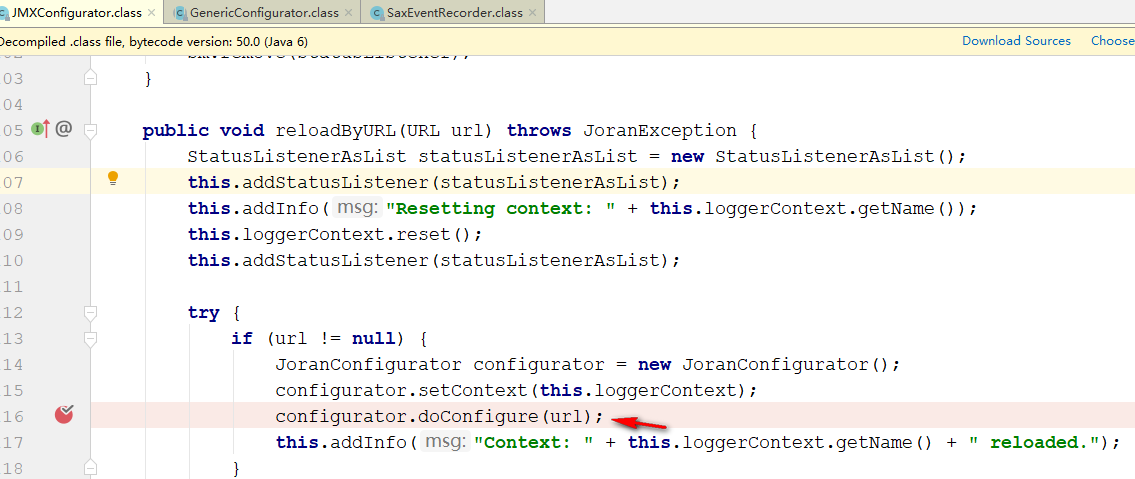 JMXConfigurator.class GenericConfigurator.class SaxEventRecorder.class
Decompiled .class file, bytecode version: 50.0 (Java 6) Download Sources Choose
03 }
04
05 public void reloadByURL(URL url) throws JoranException {
06 StatusListenerAsList statusListenerAsList = new StatusListenerAsList();
07 this.addStatusListener(statusListenerAsList);
08 this.addInfo( msg: "Resetting context: " + this.loggerContext.getName());
09 this.loggerContext.reset();
10 this.addStatusListener(statusListenerAsList);
11
12 try {
13 if (url != null) {
14 JoranConfigurator configurator = new JoranConfigurator();
15 configurator.setContext(this.loggerContext);
16 configurator.doConfigure(url);
17 this.addInfo( msg: "Context: " + this.loggerContext.getName() + " reloaded.");
18 }